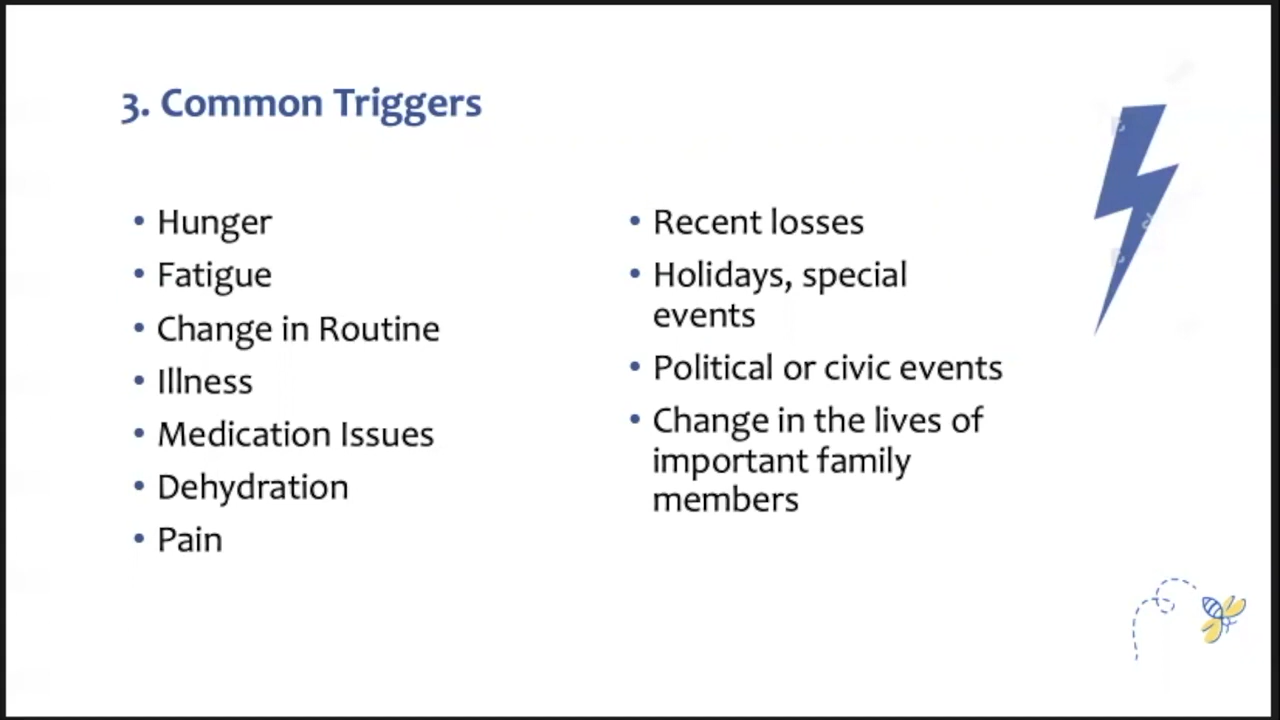 3. Common Triggers
• Hunger
• Fatigue
• Change in Routine
• Illness
• Medication Issues
• Dehydration
• Pain
• Recent losses
• Holidays, special
events
• Political or civic events
• Change in the lives of
important family
members